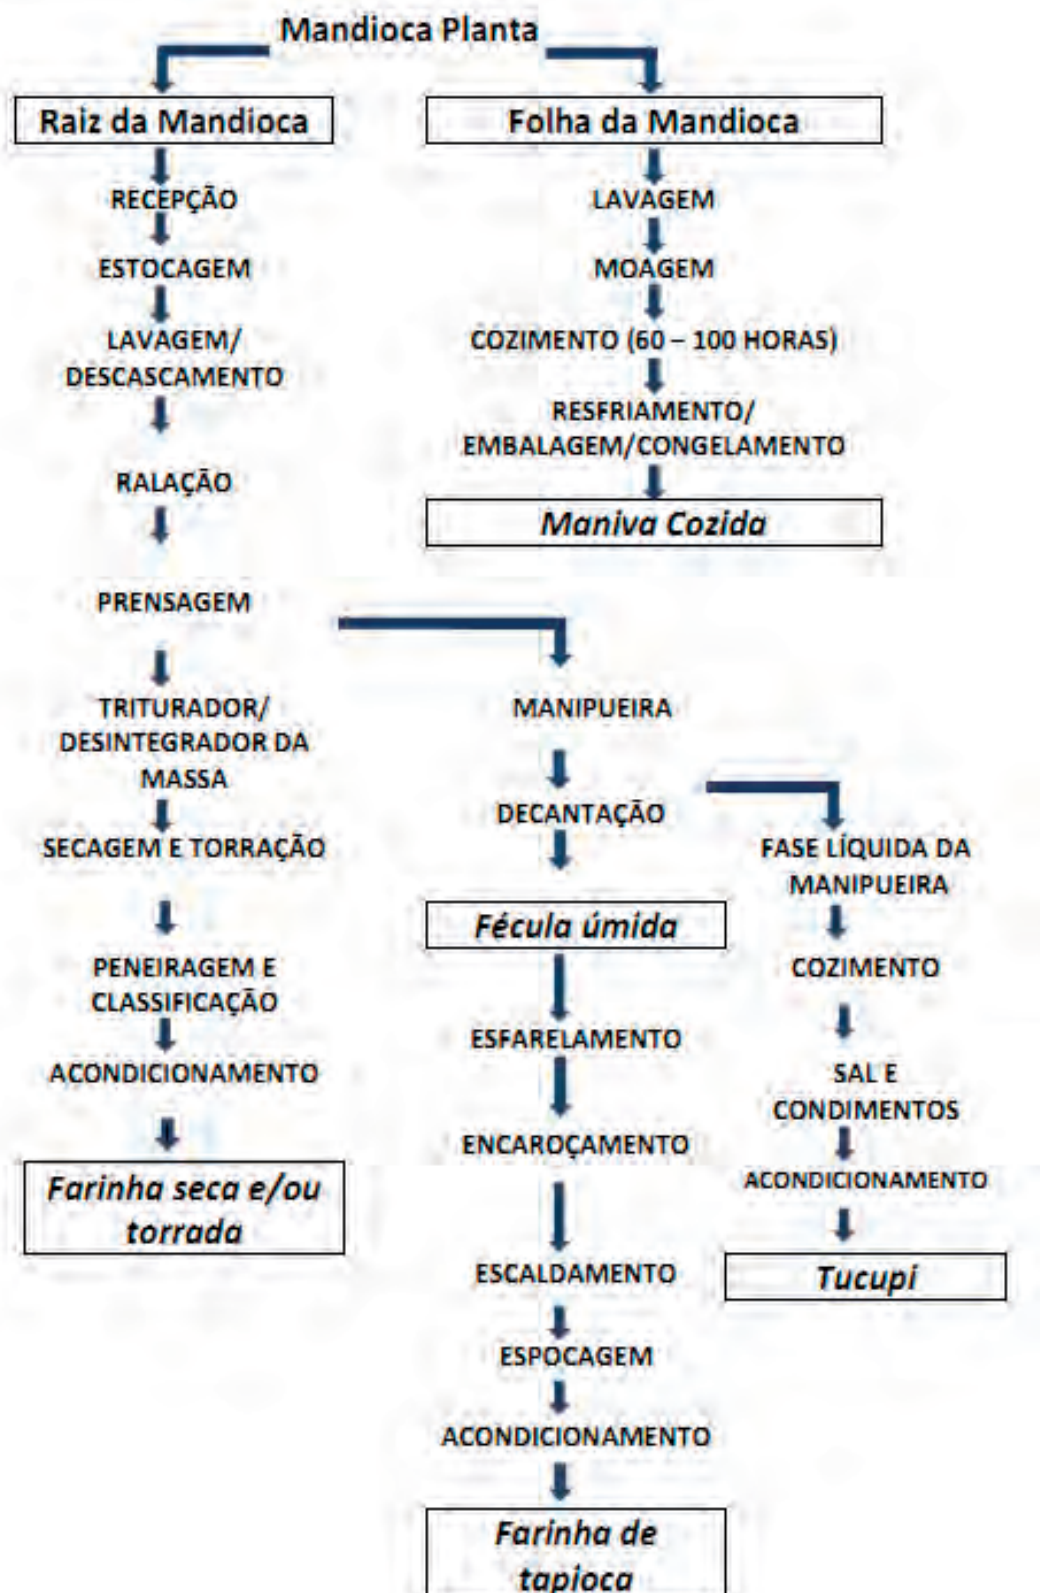 Mandioca Planta
Raiz da Mandioca
RECEPÇÃO
ESTOCAGEM
LAVAGEM/
DESCASCAMENTO
RALAÇÃO
PRENSAGEM
TRITURADOR/
DESINTEGRADOR DA
MASSA
SECAGEM E TORRAÇÃO
PENEIRAGEM E
CLASSIFICAÇÃO
ACONDICIONAMENTO
Farinha seca e/ou
torrada
Folha da Mandioca
LAVAGEM
MOAGEM
COZIMENTO (60 – 100 HORAS)
RESFRIAMENTO/
EMBALAGEM/CONGELAMENTO
Maniva Cozida
MANIPUEIRA
DECANTAÇÃO
Fécula úmida
ESFARELAMENTO
ENCAROÇAMENTO
ESCALDAMENTO
ESPOCAGEM
ACONDICIONAMENTO
Farinha de
tapioca
FASE LÍQUIDA DA
MANIPUEIRA
COZIMENTO
SAL E
CONDIMENTOS
ACONDICIONAMENTO
Tucupi